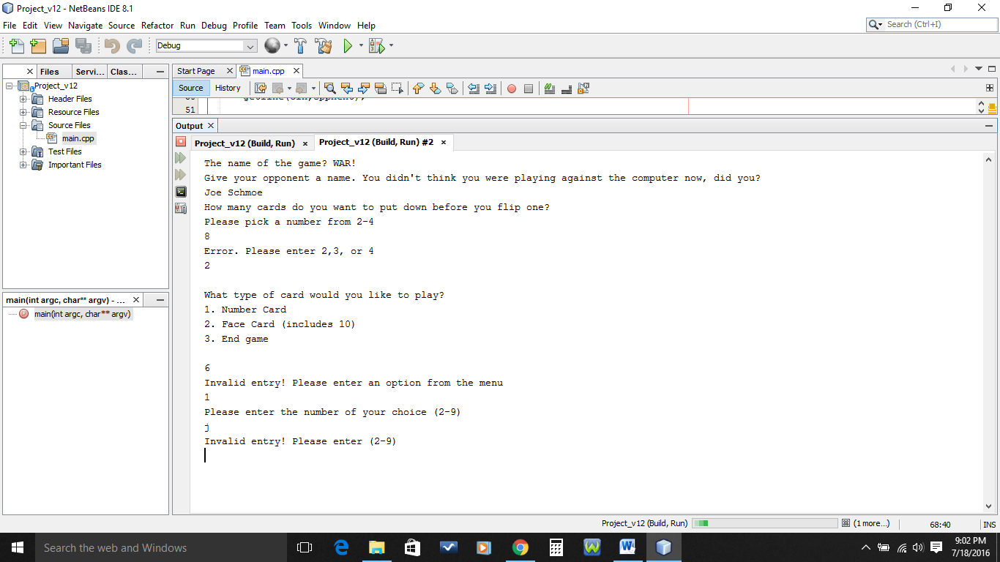 Project_v12 - NetBeans IDE 8.1
File Edit View Navigate Source Refactor Run Debug Profile Team Tools Window Help
Search (Ctrl+I)
Debug
Files Servi... Clas...
Start Page main.cpp
Project_v12
Header Files
Resource Files
Source Files
main.cpp
Test Files
Important Files
Source History
51
Output
Project_v12 (Build, Run) Project_v12 (Build, Run) #2
The name of the game? WAR!
Give your opponent a name. You didn't think you were playing against the computer now, did you?
Joe Schmoe
How many cards do you want to put down before you flip one?
Please pick a number from 2-4
8
Error. Please enter 2,3, or 4
2
What type of card would you like to play?
1. Number Card
2. Face Card (includes 10)
3. End game
6
Invalid entry! Please enter an option from the menu
1
Please enter the number of your choice (2-9)
j
Invalid entry! Please enter (2-9)
main(int argc, char** argv) - ...
main(int argc, char** argv)
Project_v12 (Build, Run) (1 more...) 68:40 INS
Search the web and Windows
9:02 PM
7/18/2016